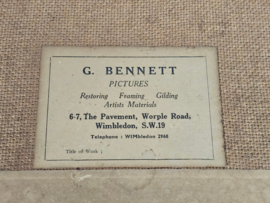 G. BENNETT
PICTURES
Restoring Framing Gilding
Artists Materials
6-7, The Pavement, Worple Road,
Wimbledon, S.W.19
Telephone : WIMbledon 2960
Title of Work :